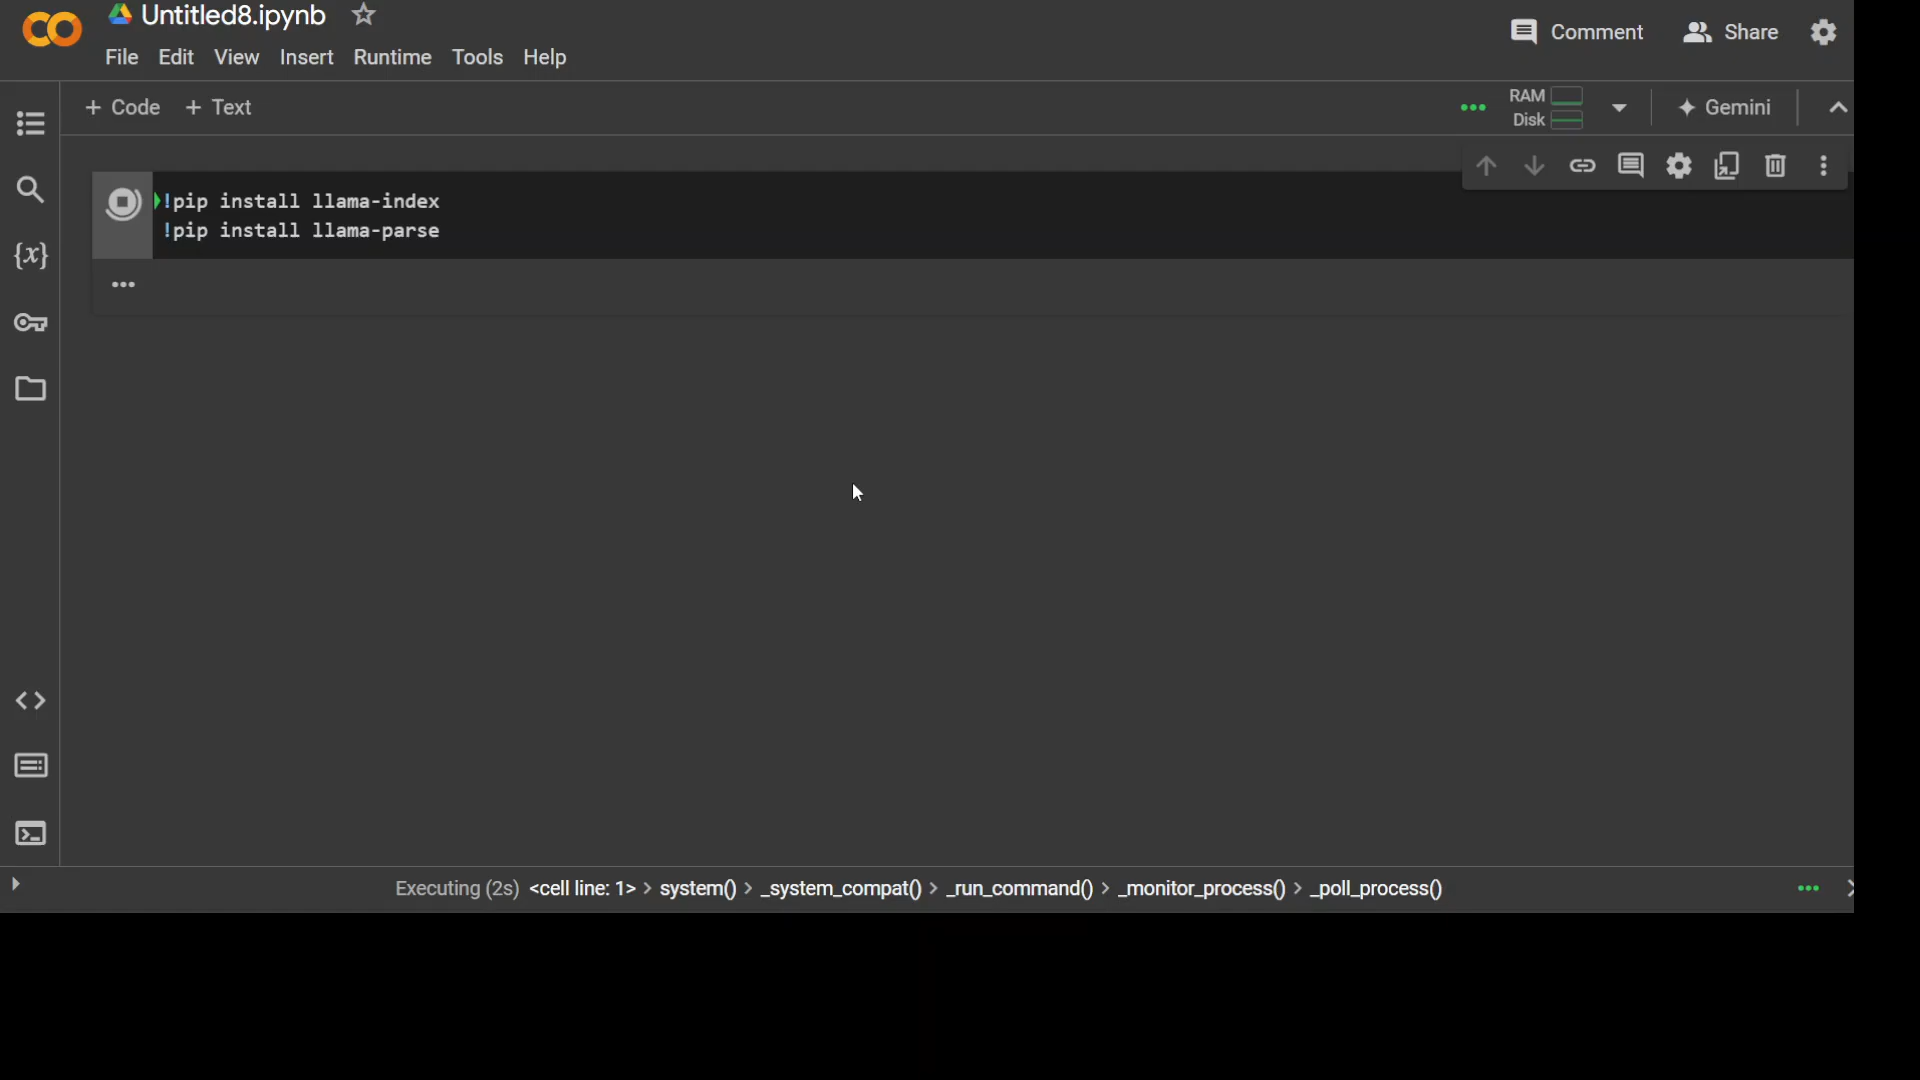 Untitled8.ipynb
File Edit View Insert Runtime Tools Help
Comment Share
+ Code + Text
RAM
Disk
Gemini
!pip install llama-index
!pip install llama-parse
{x}
Executing (2s) <cell line: 1> > system() > _system_compat() > _run_command() > _monitor_process() > _poll_process()